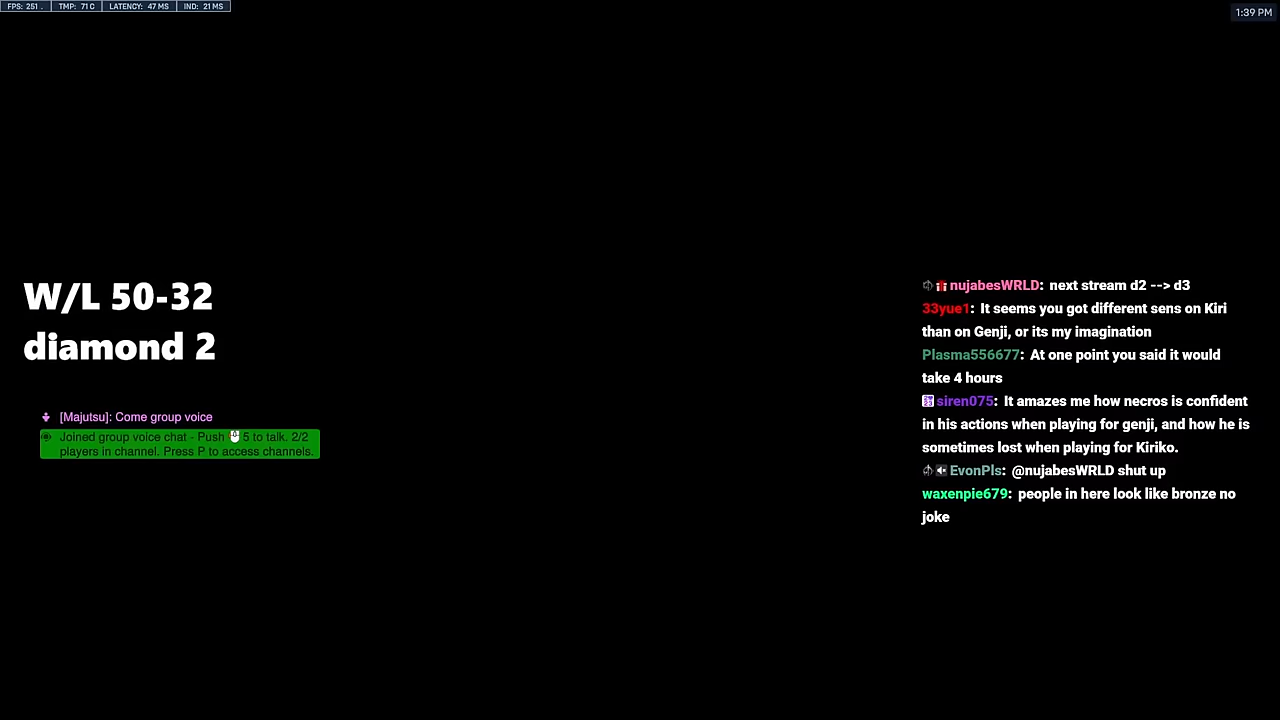 FPS: 251 . TMP: 71 C LATENCY: 47 MS IND: 21 MS
1:39 PM
W/L 50-32
diamond 2
[Majutsu]: Come group voice
Joined group voice chat - Push 5 to talk. 2/2
players in channel. Press P to access channels.
nujabesWRLD: next stream d2 --> d3
33yue1: It seems you got different sens on Kiri
than on Genji, or its my imagination
Plasma556677: At one point you said it would
take 4 hours
siren075: It amazes me how necros is confident
in his actions when playing for genji, and how he is
sometimes lost when playing for Kiriko.
EvonPls: @nujabesWRLD shut up
waxenpie679: people in here look like bronze no
joke